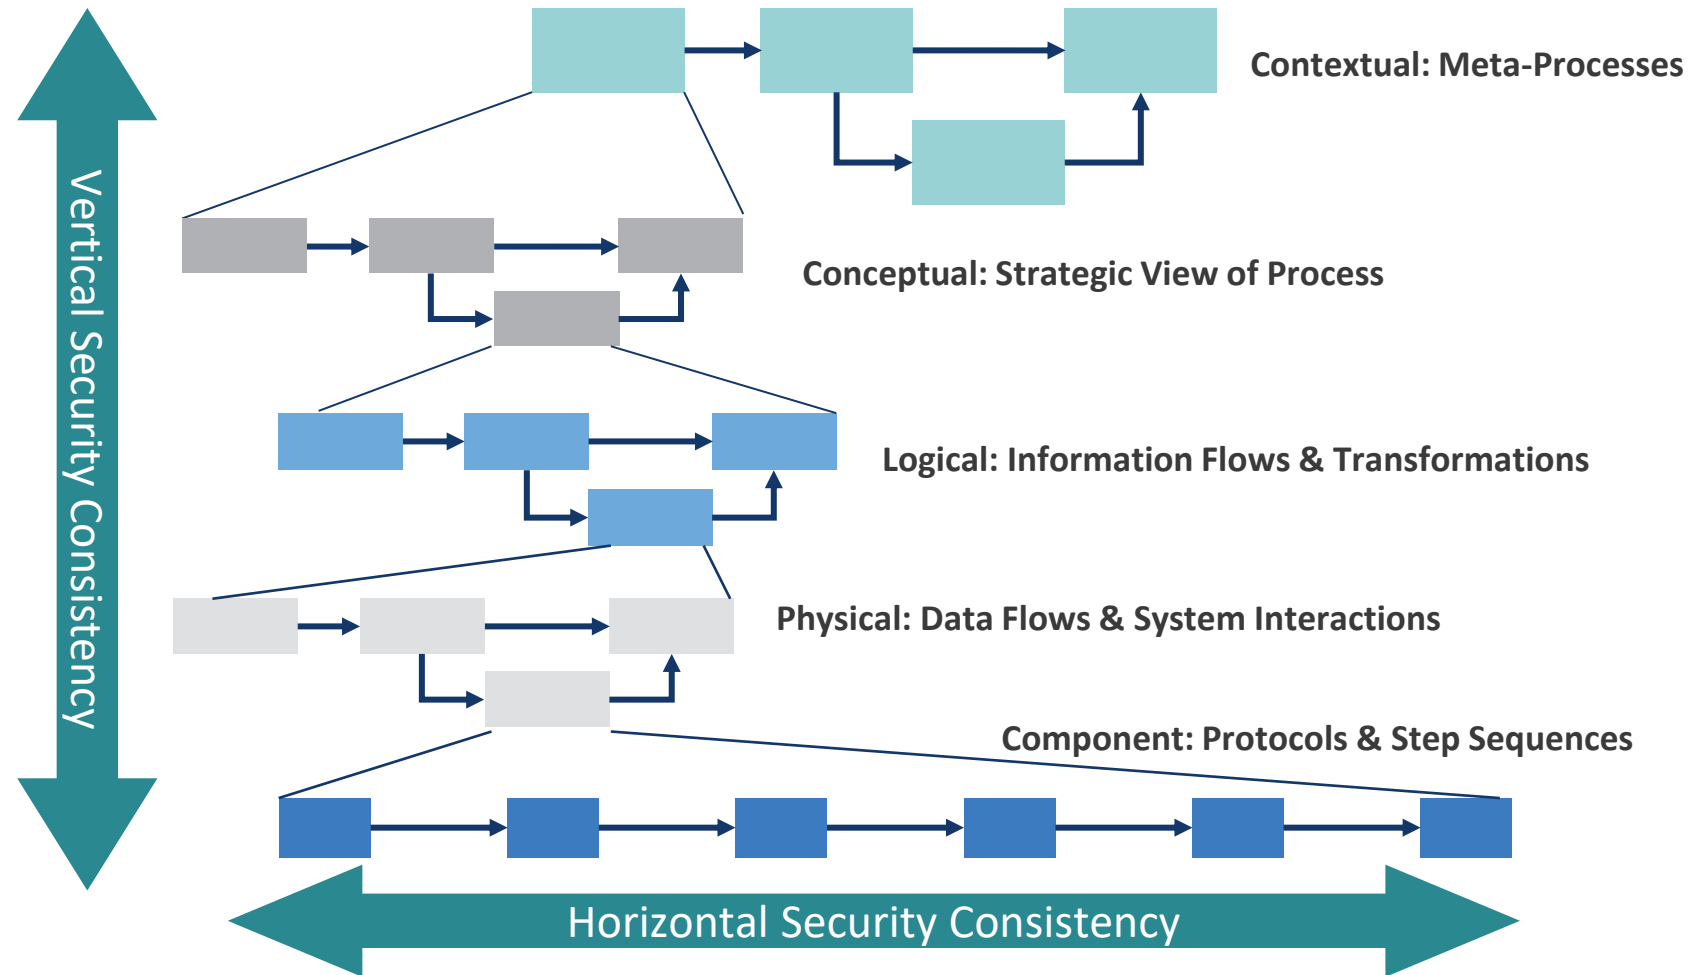 Contextual: Meta-Processes
Vertical Security Consistency
Conceptual: Strategic View of Process
Logical: Information Flows & Transformations
Physical: Data Flows & System Interactions
Component: Protocols & Step Sequences
Horizontal Security Consistency